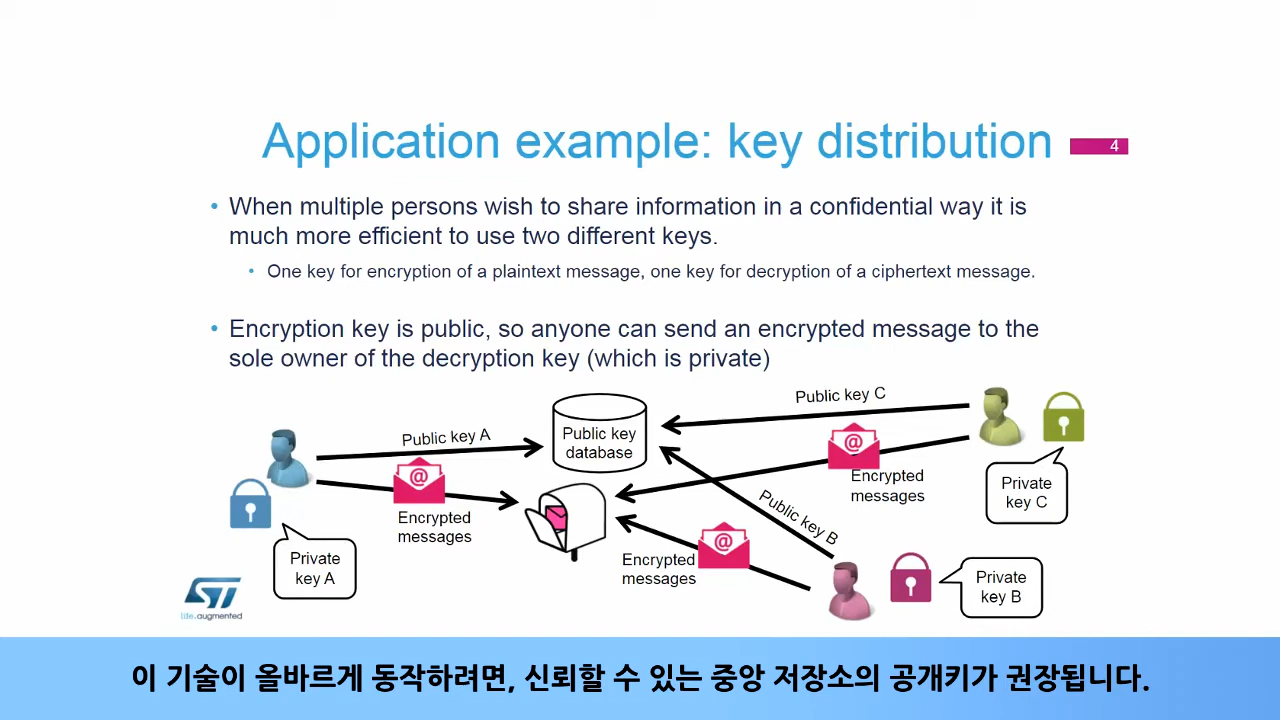 Application example: key distribution
4
• When multiple persons wish to share information in a confidential way it is
much more efficient to use two different keys.
• One key for encryption of a plaintext message, one key for decryption of a ciphertext message.
• Encryption key is public, so anyone can send an encrypted message to the
sole owner of the decryption key (which is private)
Public key A
Public key
database
Public key C
@
Encrypted
messages
@
Encrypted
messages
Private
key C
Public key B
@
Encrypted
messages
Private
key A
Private
key B
ST
life.augmented
이 기술이 올바르게 동작하려면, 신뢰할 수 있는 중앙 저장소의 공개키가 권장됩니다.